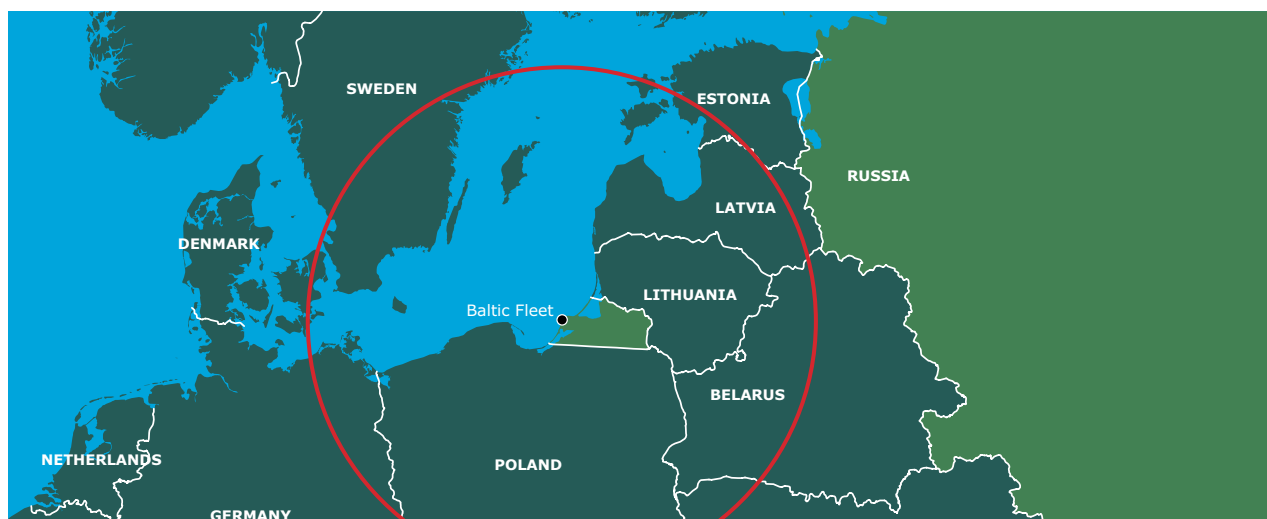 SWEDEN
ESTONIA
RUSSIA
LATVIA
DENMARK
LITHUANIA
Baltic Fleet
BELARUS
NETHERLANDS
POLAND
GERMANY